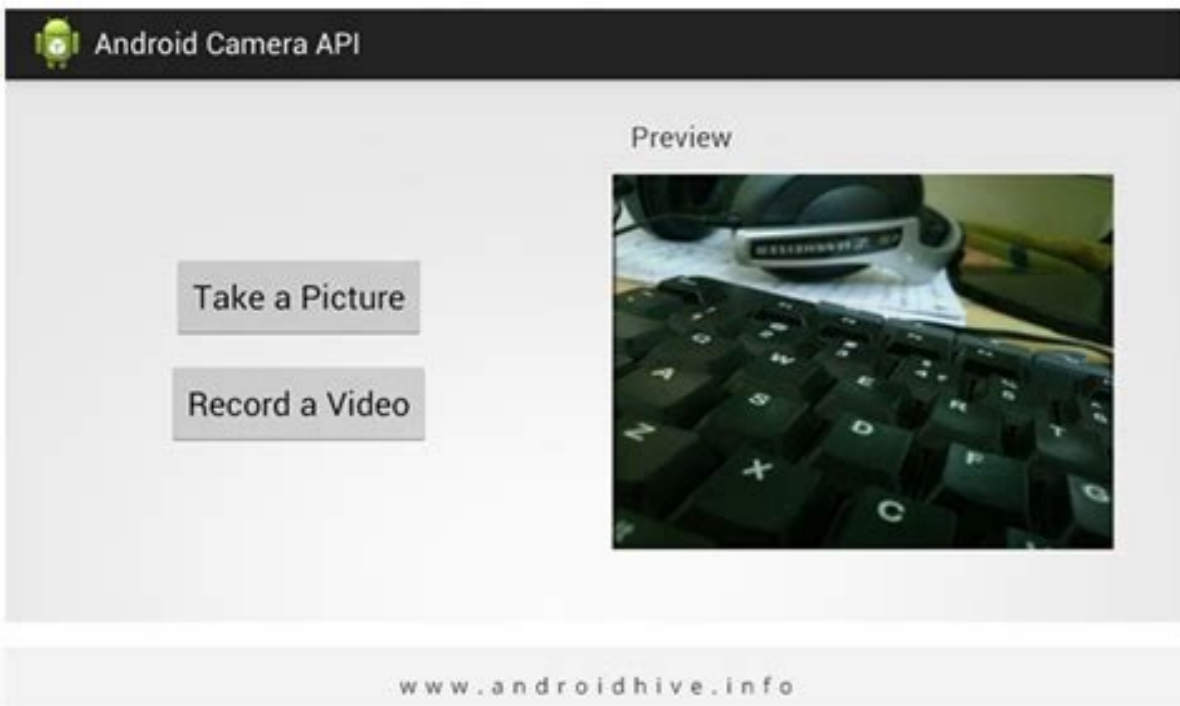 Android Camera API
Preview
Take a Picture
Record a Video
Q W E R T
A S D F G
Z X C
www.androidhive.info